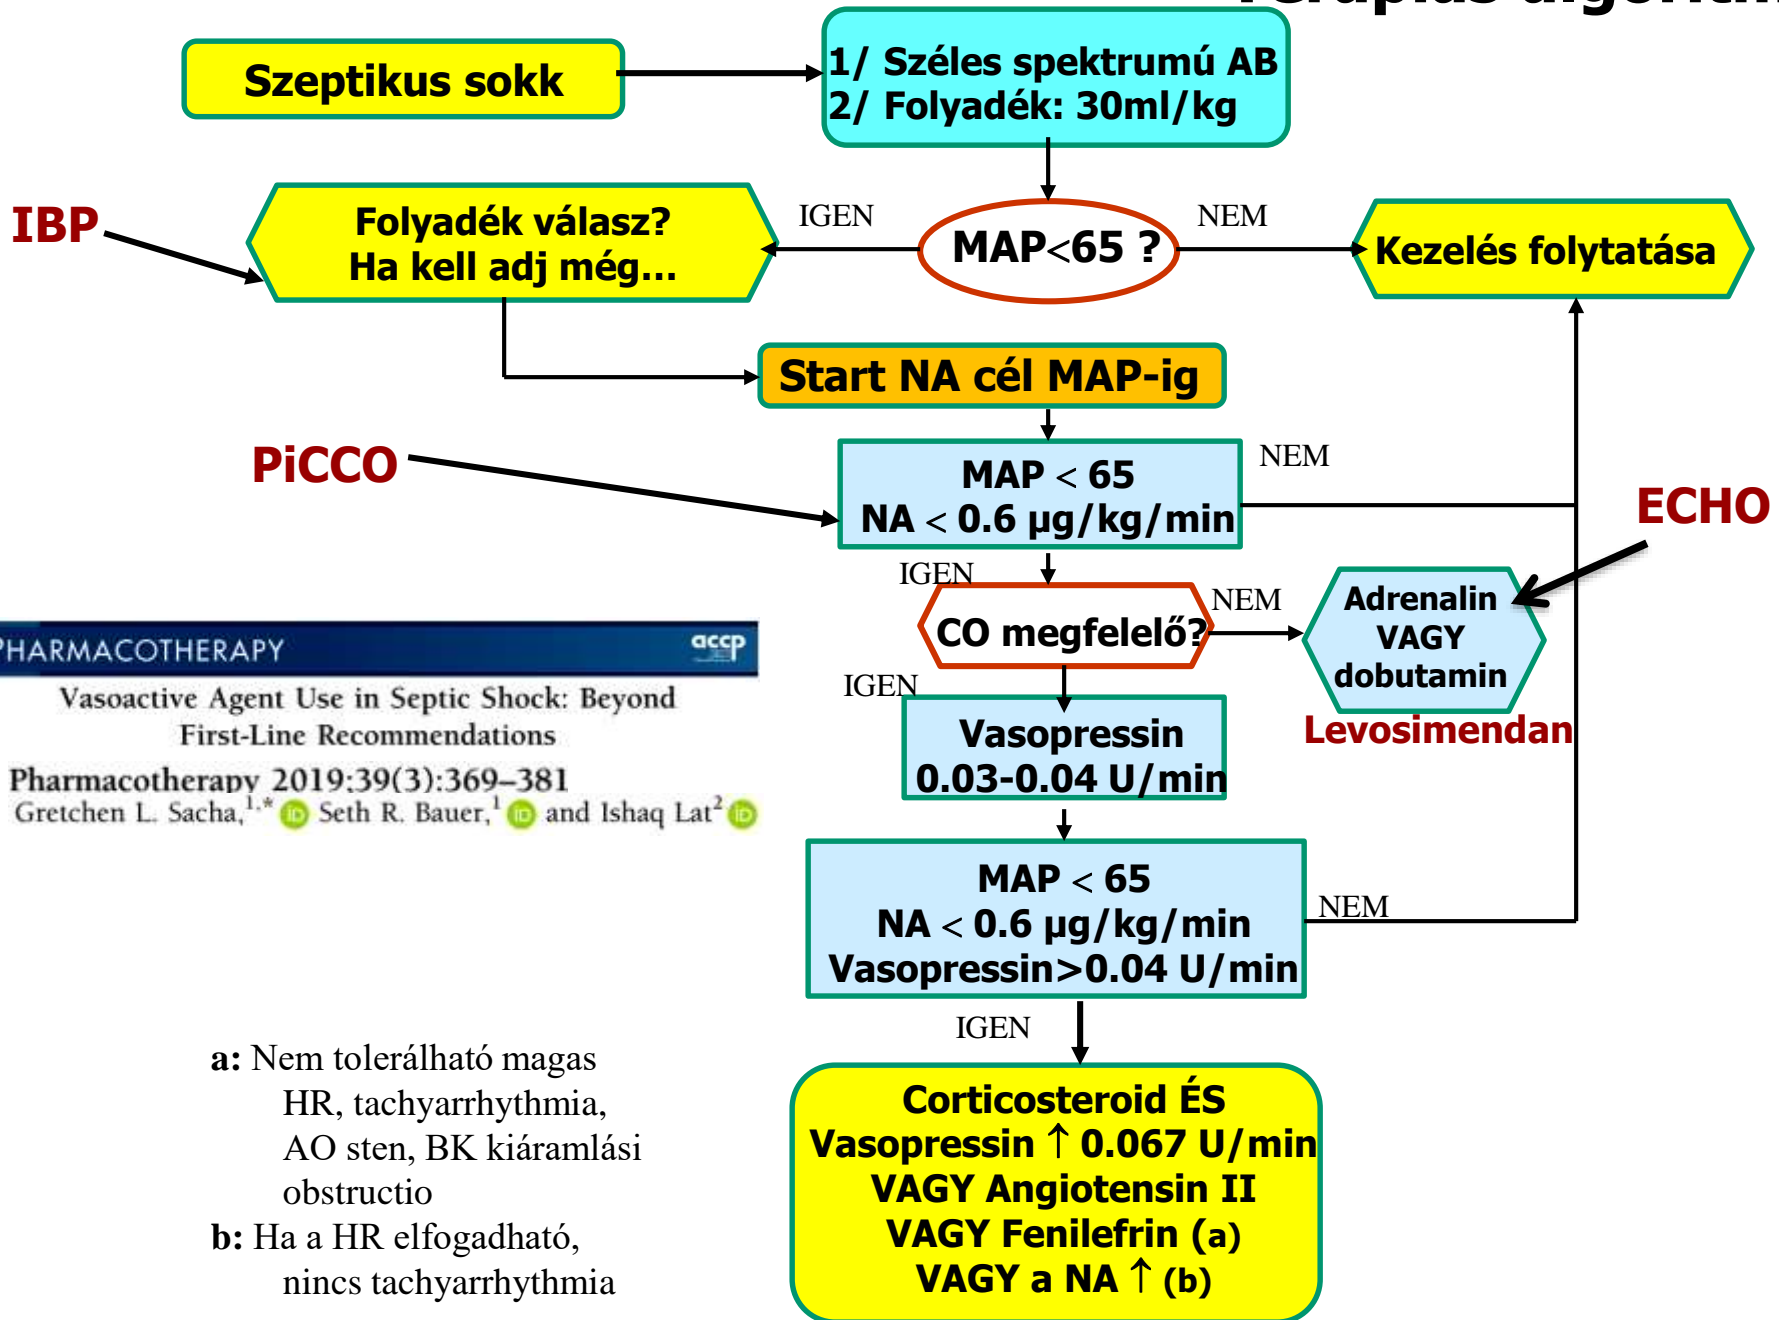 Szeptikus sokk
1/ Széles spektrumú AB
2/ Folyadék: 30ml/kg
IBP
Folyadék válasz?
Ha kell adj még...
IGEN
MAP<65 ?
NEM
Kezelés folytatása
Start NA cél MAP-ig
PiCCO
MAP < 65
NA < 0.6 µg/kg/min
NEM
ECHO
IGEN
CO megfelelő?
NEM
Adrenalin
VAGY
dobutamin
Levosimendan
PHARMACOTHERAPY
accp
Vasoactive Agent Use in Septic Shock: Beyond
First-Line Recommendations
Pharmacotherapy 2019;39(3):369–381
Gretchen L. Sacha,1,* iD Seth R. Bauer,1 iD and Ishaq Lat2 iD
IGEN
Vasopressin
0.03-0.04 U/min
MAP < 65
NA < 0.6 µg/kg/min
Vasopressin>0.04 U/min
NEM
IGEN
Corticosteroid ÉS
Vasopressin ↑ 0.067 U/min
VAGY Angiotensin II
VAGY Fenilefrin (a)
VAGY a NA ↑ (b)
a: Nem tolerálható magas
HR, tachyarrhythmia,
AO sten, BK kiáramlási
obstructio
b: Ha a HR elfogadható,
nincs tachyarrhythmia